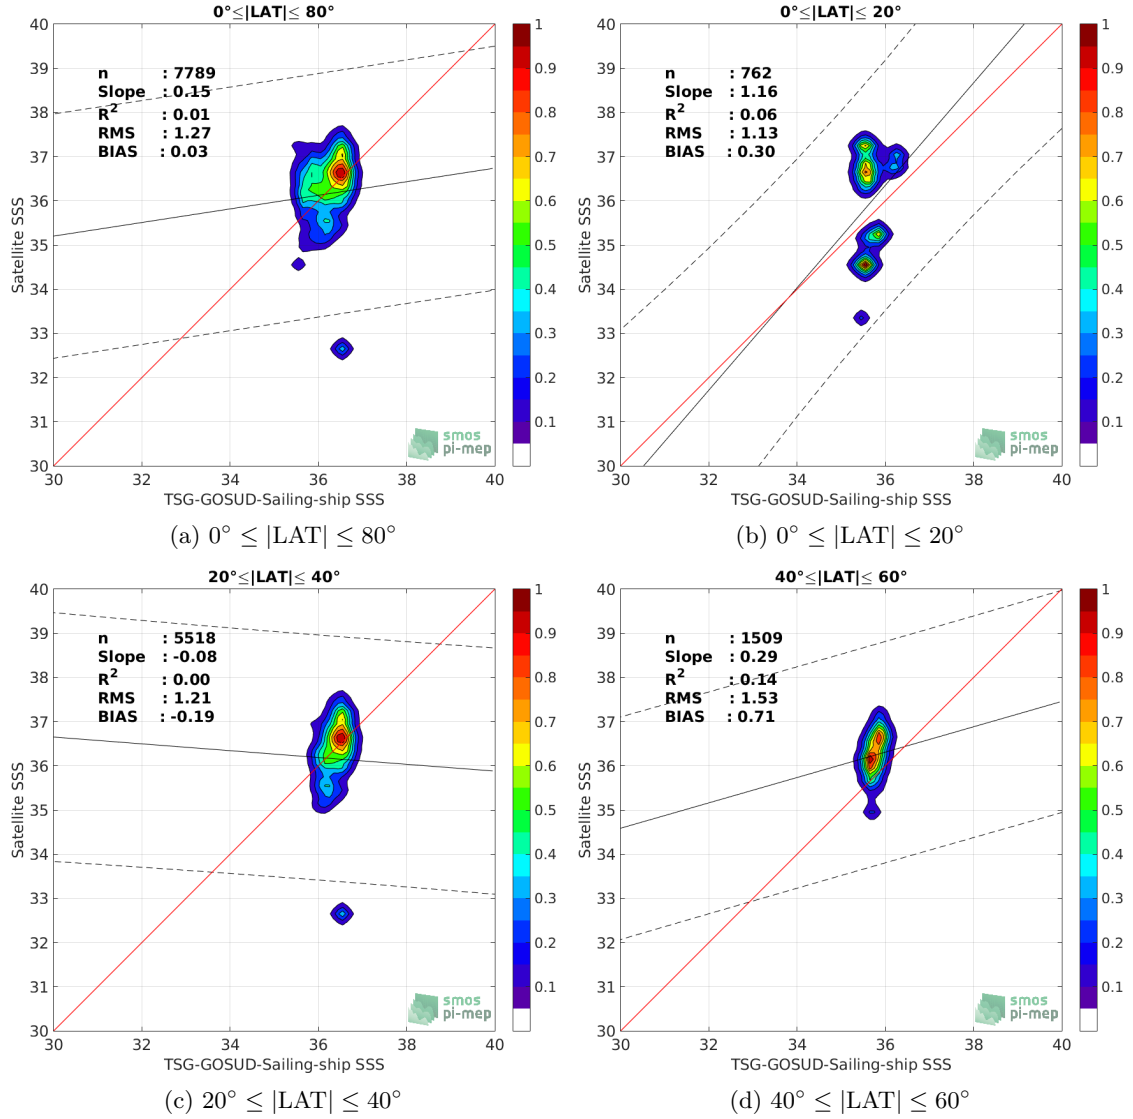 0°≤|LAT|≤ 80°
40
39
38
37
36
35
34
33
32
31
30
Satellite SSS
n : 7789
Slope : 0.15
R2 : 0.01
RMS : 1.27
BIAS : 0.03
smos
pi-mep
30 32 34 36 38 40
TSG-GOSUD-Sailing-ship SSS
1
0.9
0.8
0.7
0.6
0.5
0.4
0.3
0.2
0.1
(a) 0° ≤ |LAT| ≤ 80°
0°≤|LAT|≤ 20°
40
39
38
37
36
35
34
33
32
31
30
Satellite SSS
n : 762
Slope : 1.16
R2 : 0.06
RMS : 1.13
BIAS : 0.30
smos
pi-mep
30 32 34 36 38 40
TSG-GOSUD-Sailing-ship SSS
1
0.9
0.8
0.7
0.6
0.5
0.4
0.3
0.2
0.1
(b) 0° ≤ |LAT| ≤ 20°
20°≤|LAT|≤ 40°
40
39
38
37
36
35
34
33
32
31
30
Satellite SSS
n : 5518
Slope : -0.08
R2 : 0.00
RMS : 1.21
BIAS : -0.19
smos
pi-mep
30 32 34 36 38 40
TSG-GOSUD-Sailing-ship SSS
1
0.9
0.8
0.7
0.6
0.5
0.4
0.3
0.2
0.1
(c) 20° ≤ |LAT| ≤ 40°
40°≤|LAT|≤ 60°
40
39
38
37
36
35
34
33
32
31
30
Satellite SSS
n : 1509
Slope : 0.29
R2 : 0.14
RMS : 1.53
BIAS : 0.71
smos
pi-mep
30 32 34 36 38 40
TSG-GOSUD-Sailing-ship SSS
1
0.9
0.8
0.7
0.6
0.5
0.4
0.3
0.2
0.1
(d) 40° ≤ |LAT| ≤ 60°